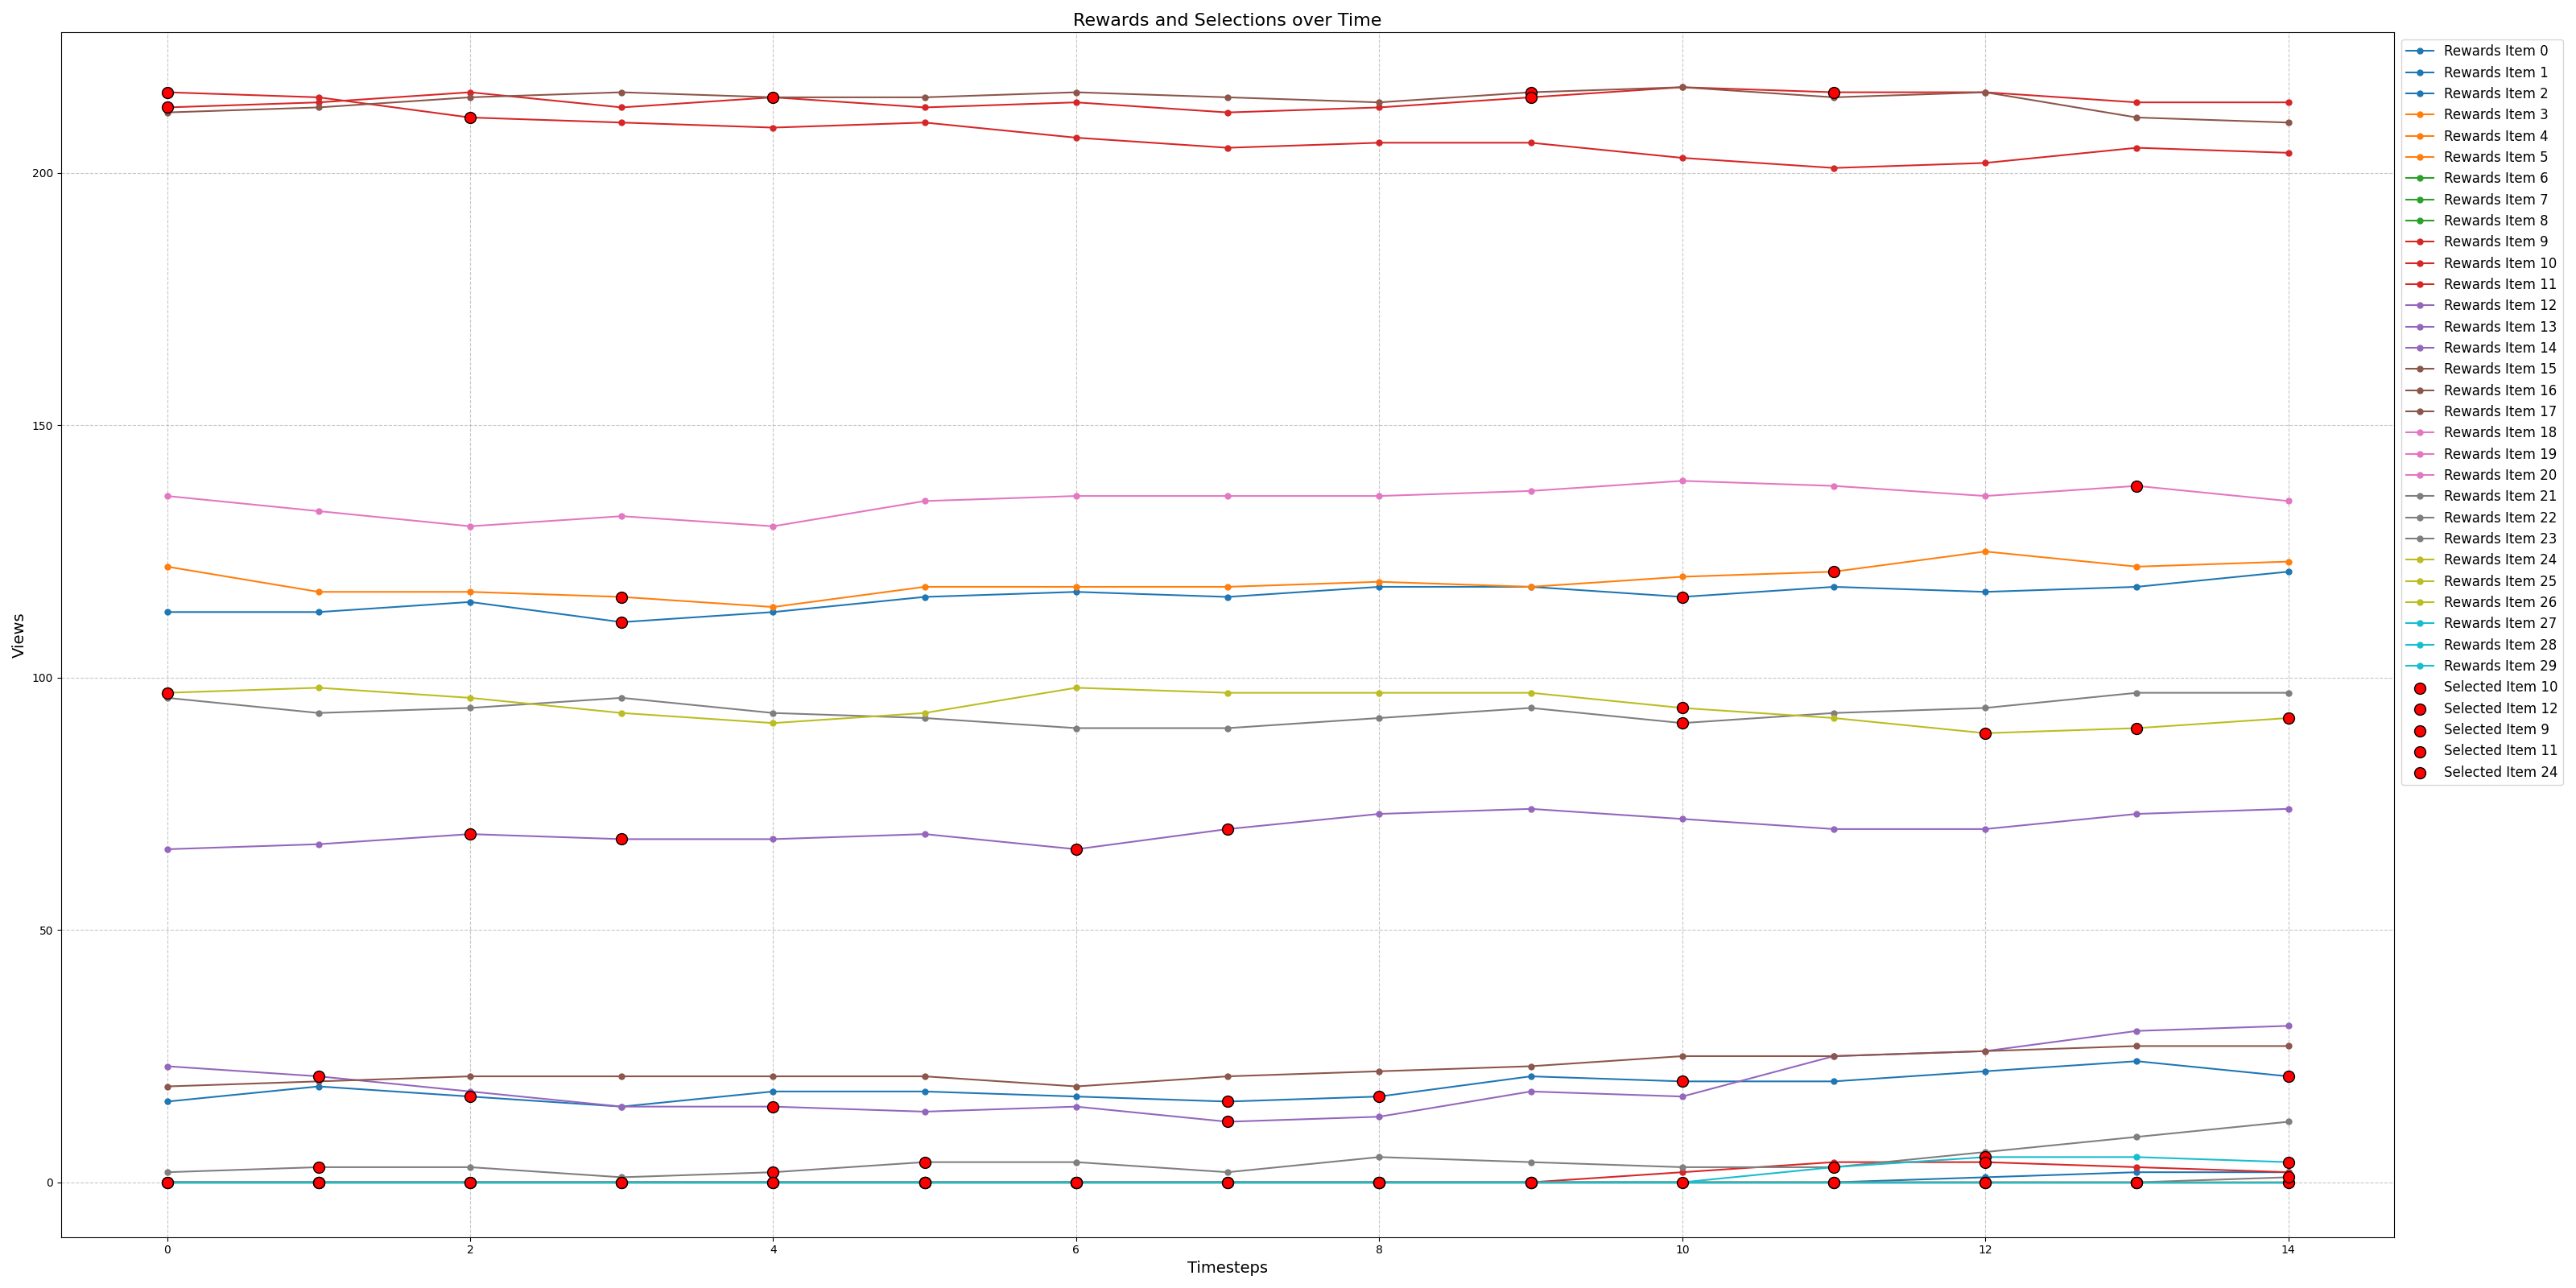 Rewards and Selections over Time
Views
200
150
100
50
0
0
2
4
6
8
10
12
14
Timesteps
Rewards Item 0
Rewards Item 1
Rewards Item 2
Rewards Item 3
Rewards Item 4
Rewards Item 5
Rewards Item 6
Rewards Item 7
Rewards Item 8
Rewards Item 9
Rewards Item 10
Rewards Item 11
Rewards Item 12
Rewards Item 13
Rewards Item 14
Rewards Item 15
Rewards Item 16
Rewards Item 17
Rewards Item 18
Rewards Item 19
Rewards Item 20
Rewards Item 21
Rewards Item 22
Rewards Item 23
Rewards Item 24
Rewards Item 25
Rewards Item 26
Rewards Item 27
Rewards Item 28
Rewards Item 29
Selected Item 10
Selected Item 12
Selected Item 9
Selected Item 11
Selected Item 24